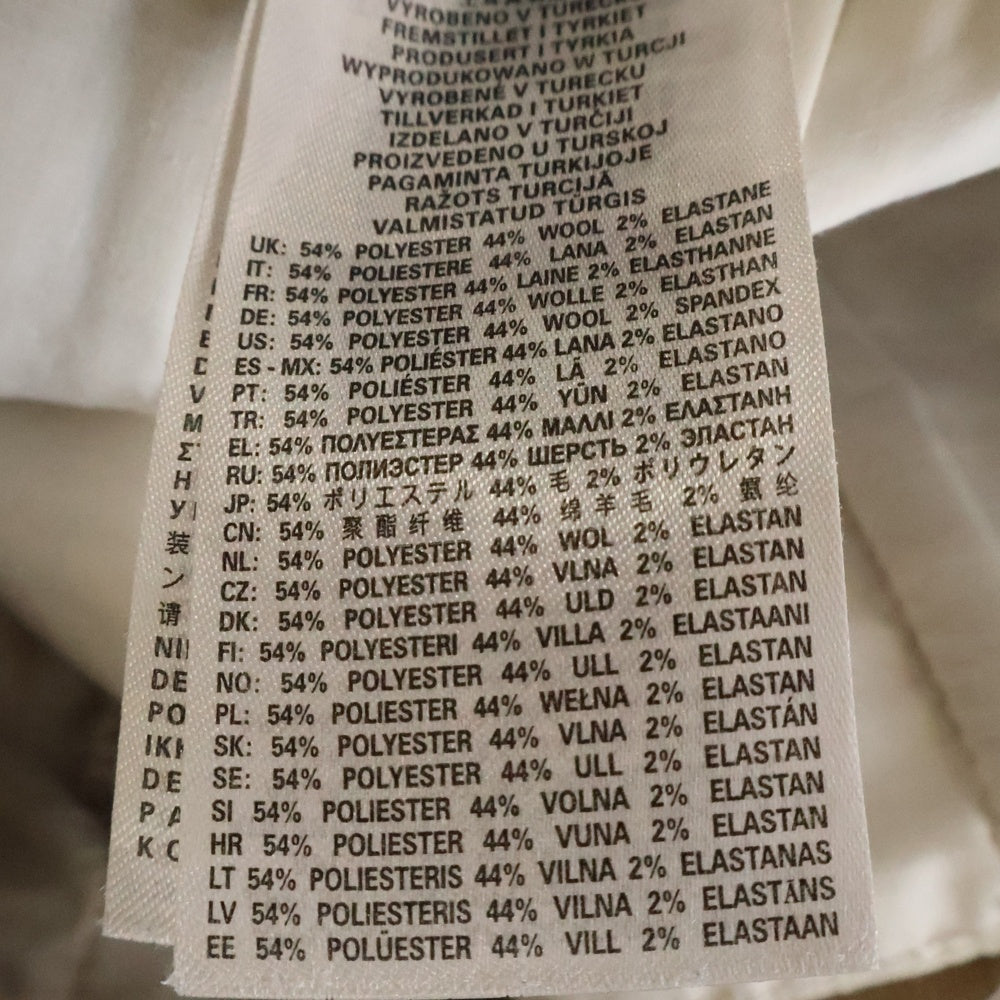 VYROBENO V TURECKU
FREMSTILLET I TYRKIET
PRODUSERT I TYRKIA
WYPRODUKOWANO W TURCJI
VYROBENÉ V TURECKU
TILLVERKAD I TURKIET
IZDELANO V TURČIJI
PROIZVEDENO U TURSKOJ
PAGAMINTA TURKIJOJE
RAŽOTS TURCIJĀ
VALMISTATUD TÜRGIS
UK: 54% POLYESTER 44% WOOL 2% ELASTANE
IT: 54% POLIESTERE 44% LANA 2% ELASTAN
FR: 54% POLYESTER 44% LAINE 2% ELASTHANNE
DE: 54% POLYESTER 44% WOLLE 2% ELASTHAN
US: 54% POLYESTER 44% WOOL 2% SPANDEX
ES - MX: 54% POLIÉSTER 44% LANA 2% ELASTANO
PT: 54% POLIÉSTER 44% LÃ 2% ELASTANO
TR: 54% POLYESTER 44% YÜN 2% ELASTAN
EL: 54% ΠΟΛΥΕΣΤΕΡΑΣ 44% ΜΑΛΛΙ 2% ΕΛΑΣΤΑΝΗ
RU: 54% ПОЛИЭСТЕР 44% ШЕРСТЬ 2% ЭЛАСТАН
JP: 54% ポリエステル 44% 毛 2% ポリウレタン
CN: 54% 聚酯纤维 44% 绵羊毛 2% 氨纶
NL: 54% POLYESTER 44% WOL 2% ELASTAN
CZ: 54% POLYESTER 44% VLNA 2% ELASTAN
DK: 54% POLYESTER 44% ULD 2% ELASTAN
FI: 54% POLYESTERI 44% VILLA 2% ELASTAANI
NO: 54% POLYESTER 44% ULL 2% ELASTAN
PL: 54% POLIESTER 44% WEŁNA 2% ELASTAN
SK: 54% POLYESTER 44% VLNA 2% ELASTÁN
SE: 54% POLYESTER 44% ULL 2% ELASTAN
SI 54% POLIESTER 44% VOLNA 2% ELASTAN
HR 54% POLIESTER 44% VUNA 2% ELASTAN
LT 54% POLIESTERIS 44% VILNA 2% ELASTANAS
LV 54% POLIESTERIS 44% VILNA 2% ELASTĀNS
EE 54% POLÜESTER 44% VILL 2% ELASTAAN